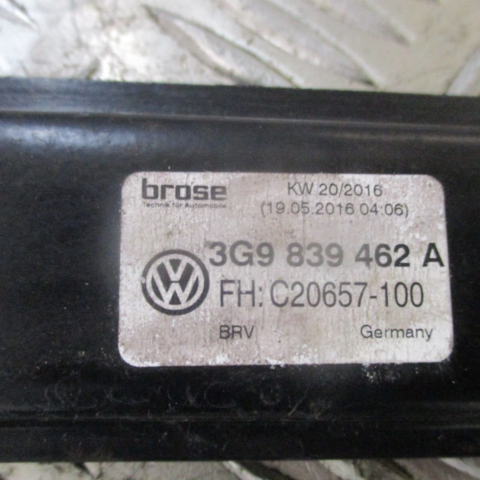 brose
Technik für Automobile
KW 20/2016
(19.05.2016 04:06)
3G9 839 462 A
FH: C20657-100
BRV Germany